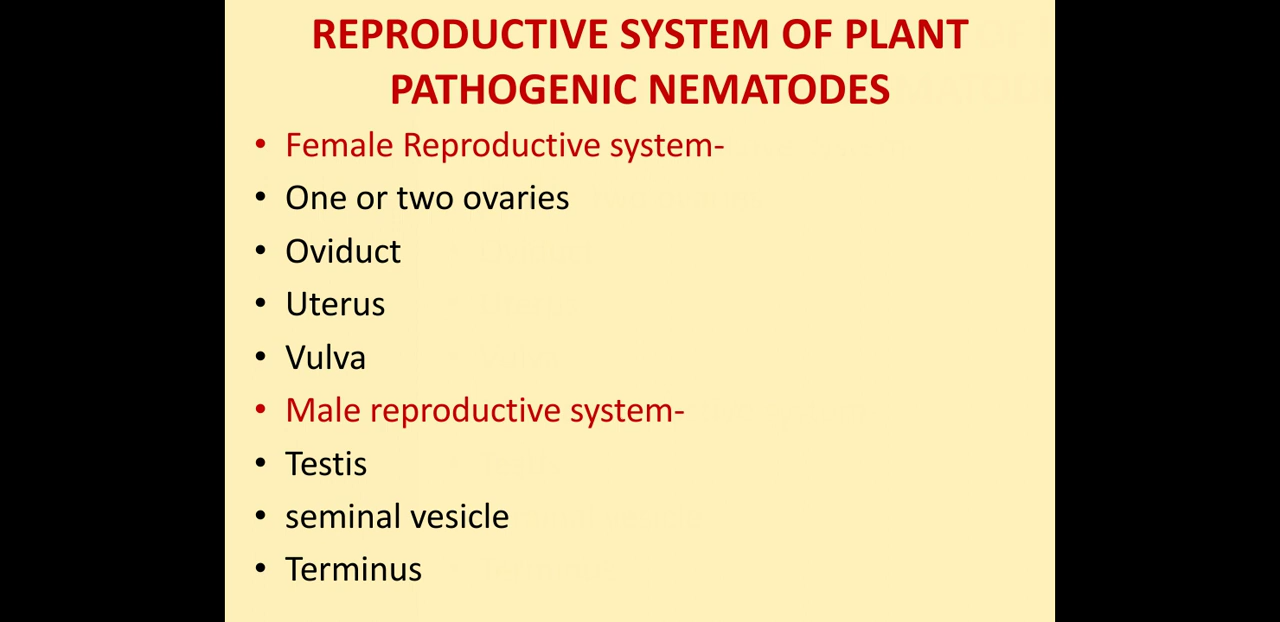 REPRODUCTIVE SYSTEM OF PLANT
PATHOGENIC NEMATODES
• Female Reproductive system-
• One or two ovaries
• Oviduct
• Uterus
• Vulva
• Male reproductive system-
• Testis
• seminal vesicle
• Terminus